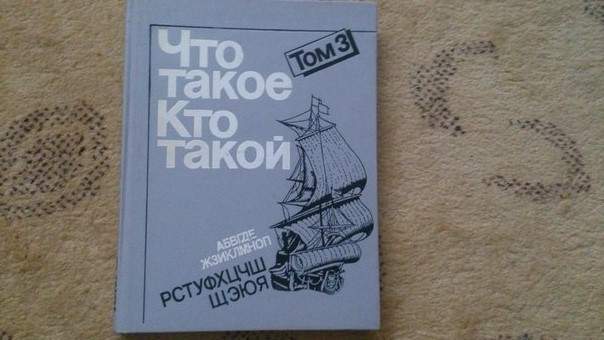 Что
такое
Кто
такой
Том 3
АБВГДЕ
ЖЗИКЛМНОП
РСТУФХЦЧШ
ЩЭЮЯ